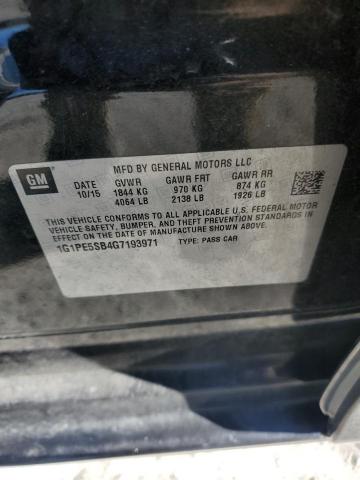 MFD BY GENERAL MOTORS LLC
GM
DATE GVWR GAWR FRT GAWR RR
10/15 1844 KG 970 KG 874 KG
4064 LB 2138 LB 1926 LB
THIS VEHICLE CONFORMS TO ALL APPLICABLE U.S. FEDERAL MOTOR
VEHICLE SAFETY, BUMPER, AND THEFT PREVENTION STANDARDS IN
EFFECT ON THE DATE OF MANUFACTURE SHOWN ABOVE.
1G1PE5SB4G7193971 TYPE: PASS CAR